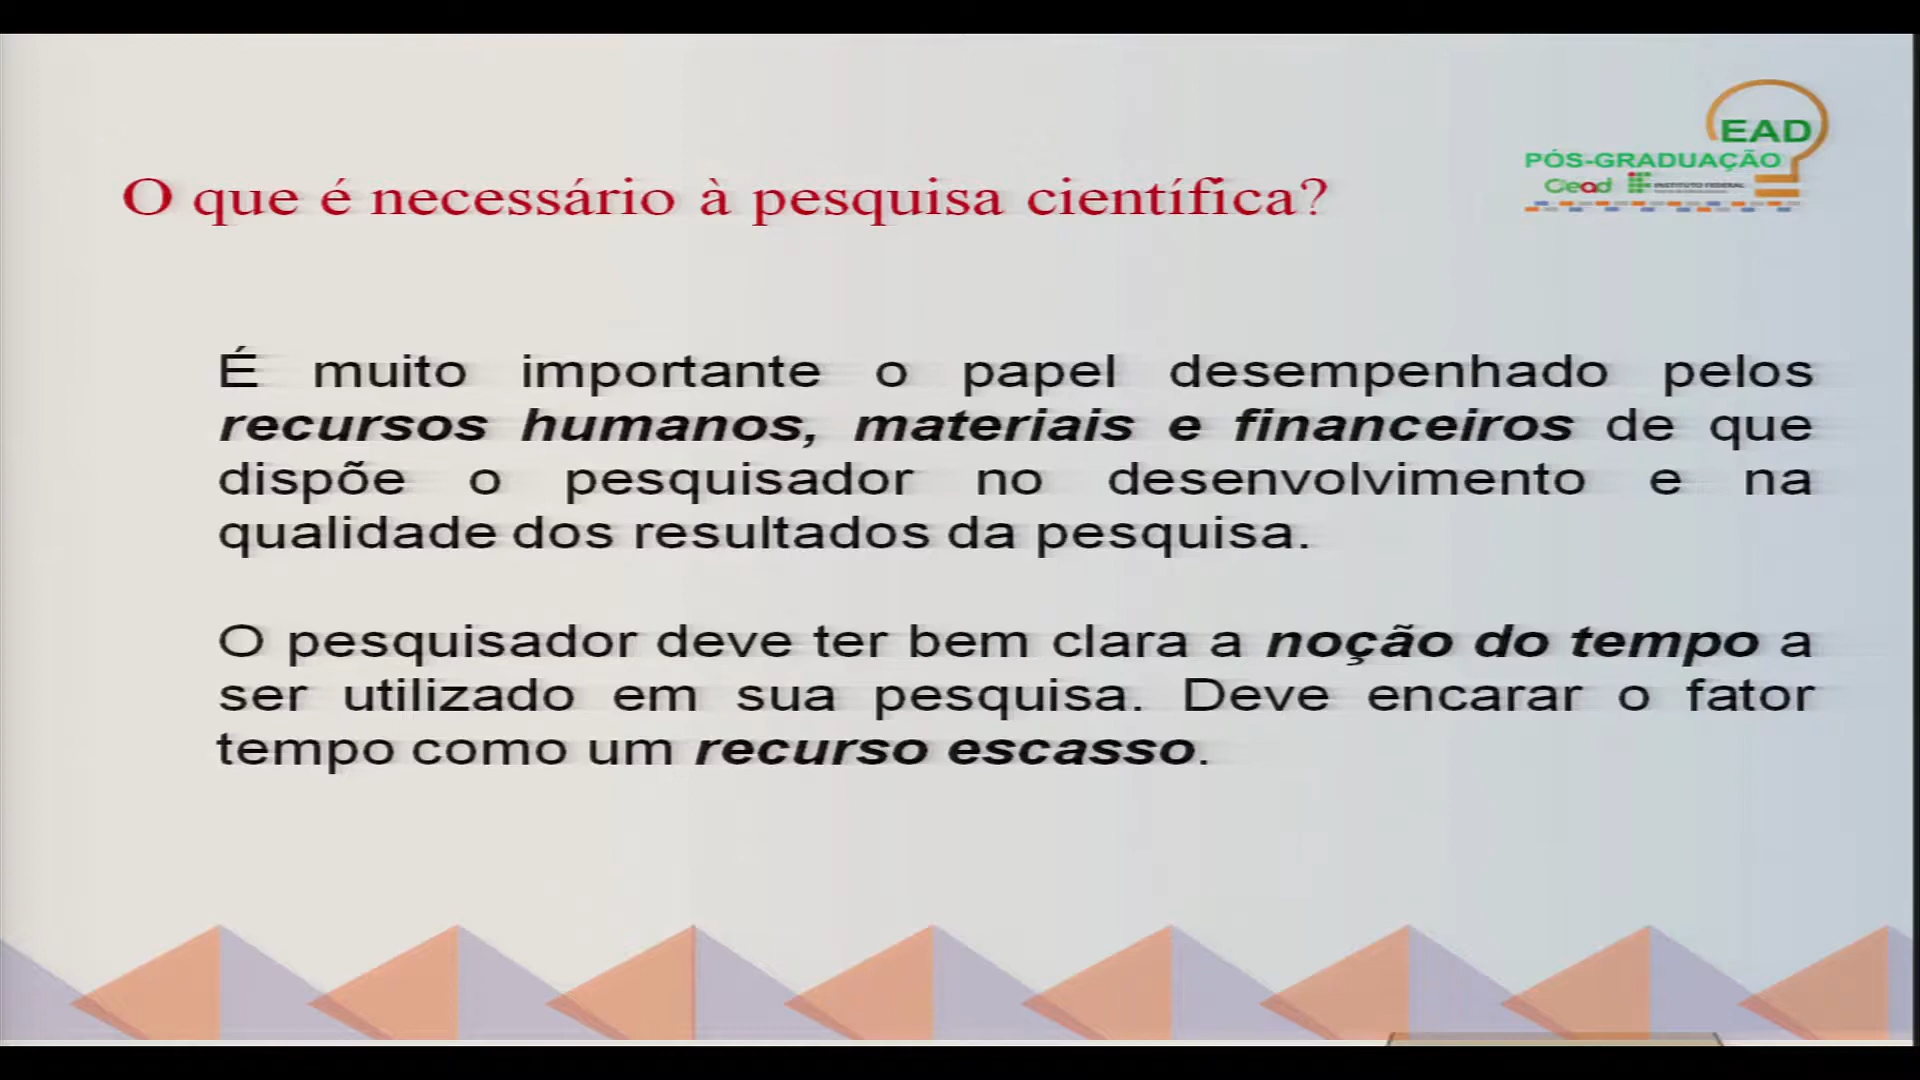 EAD
PÓS-GRADUAÇÃO
Cead INSTITUTO FEDERAL
O que é necessário à pesquisa científica?
É muito importante o papel desempenhado pelos
recursos humanos, materiais e financeiros de que
dispõe o pesquisador no desenvolvimento e na
qualidade dos resultados da pesquisa.
O pesquisador deve ter bem clara a noção do tempo a
ser utilizado em sua pesquisa. Deve encarar o fator
tempo como um recurso escasso.